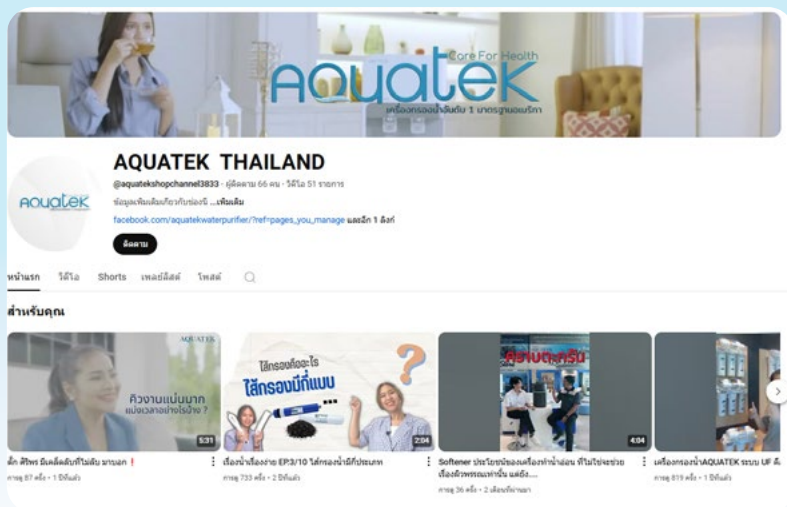 Care For Health
AQUATEK
เครื่องกรองน้ำอันดับ 1 มาตรฐานอเมริกา
AQUATEK THAILAND
AQUATEK
@aquatekshopchannel3833 · ผู้ติดตาม 66 คน · วิดีโอ 51 รายการ
ข้อมูลเพิ่มเติมเกี่ยวกับช่องนี้ ...เพิ่มเติม
facebook.com/aquatekwaterpurifier/?ref=pages_you_manage และอีก 1 ลิงก์
ติดตาม
หน้าแรก วิดีโอ Shorts เพลย์ลิสต์ โพสต์
สำหรับคุณ
AQUATEK
คิวงานแน่นมาก
แบ่งเวลาอย่างไรบ้าง ?
5:31
ไส้กรองคืออะไร
ไส้กรองมีกี่แบบ
2:04
คราบตะกรัน
4:04
ตั๊ก ศิริพร มีเคล็ดลับที่ไม่ลับ มาบอก
การดู 87 ครั้ง • 1 ปีที่แล้ว
เรื่องน้ำเรื่องง่าย EP.3/10 ไส้กรองน้ำมีกี่ประเภท
การดู 733 ครั้ง • 2 ปีที่แล้ว
Softener ประโยชน์ของเครื่องทำน้ำอ่อน ที่ไม่ใช่จะช่วย
เรื่องผิวพรรณเท่านั้น แต่ยัง....
การดู 36 ครั้ง • 2 เดือนที่ผ่านมา
เครื่องกรองน้ำAQUATEK ระบบ UF
การดู 819 ครั้ง • 1 ปีที่แล้ว